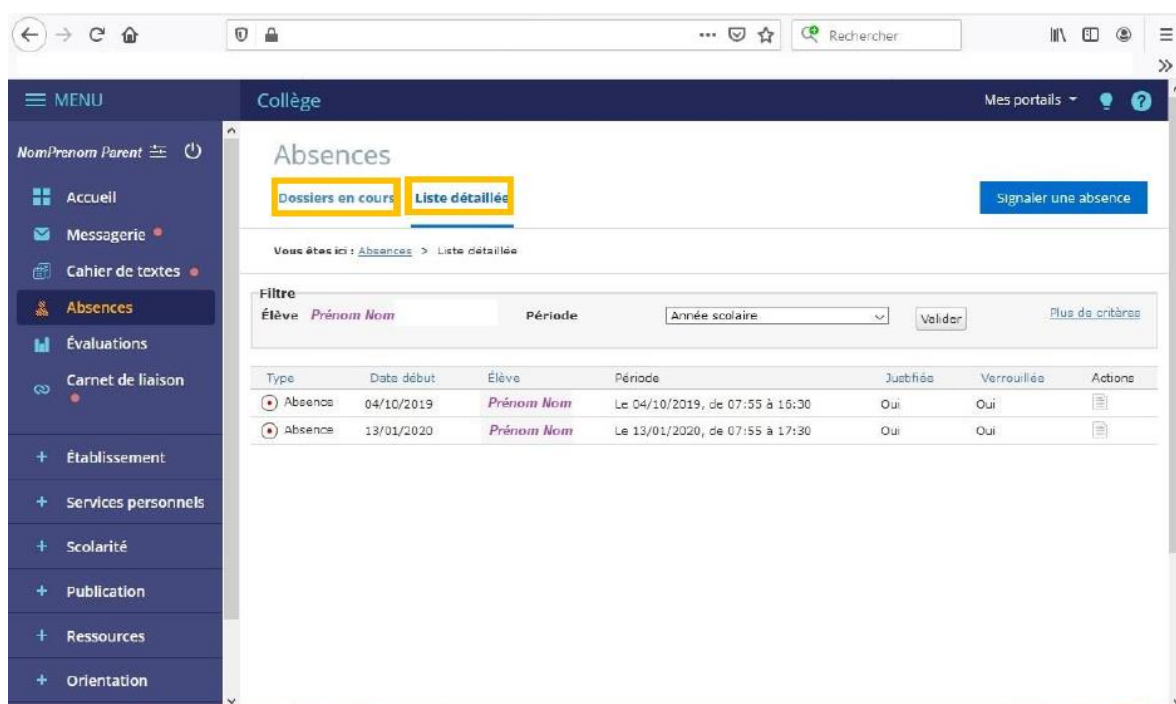 Rechercher
MENU
Collège
Mes portails
NomPrenom Parent
Absences
Dossiers en cours
Liste détaillée
Signaler une absence
Vous êtes ici : Absences > Liste détaillée
Accueil
Messagerie
Cahier de textes
Absences
Évaluations
Carnet de liaison
Établissement
Services personnels
Scolarité
Publication
Ressources
Orientation
Filtre
Élève Prénom Nom Période Année scolaire Valider Plus de critères
Type Date début Élève Période Justifiée Verrouillée Actions
Absence 04/10/2019 Prénom Nom Le 04/10/2019, de 07:55 à 16:30 Oui Oui
Absence 13/01/2020 Prénom Nom Le 13/01/2020, de 07:55 à 17:30 Oui Oui